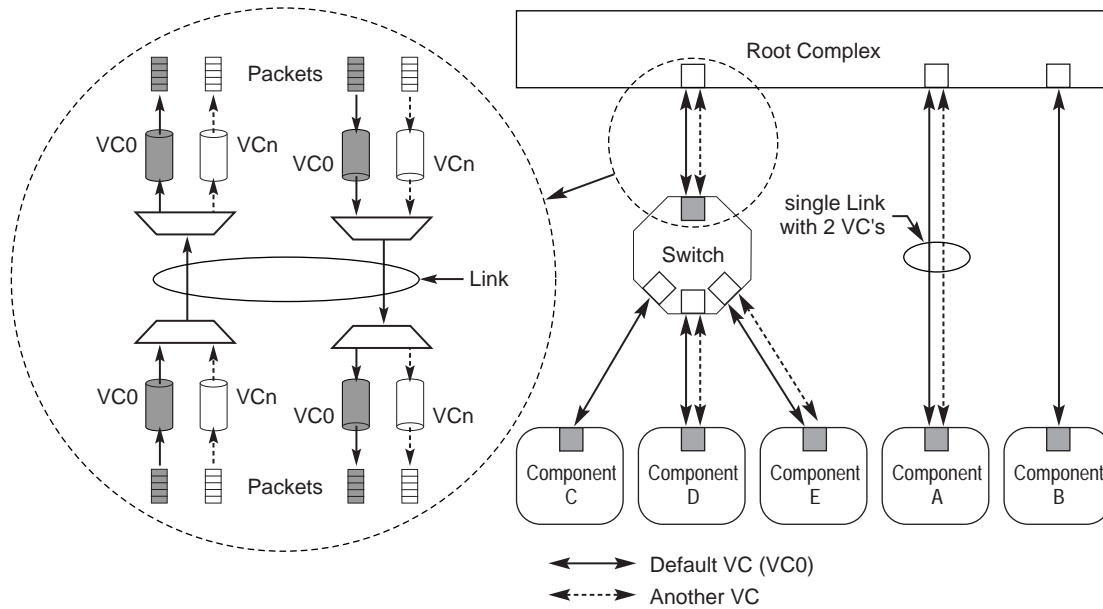 Packets
VC0
VCn
VC0
VCn
Link
VC0
VCn
VC0
VCn
Packets
Root Complex
single Link
with 2 VC's
Switch
Component
C
Component
D
Component
E
Component
A
Component
B
Default VC (VC0)
Another VC